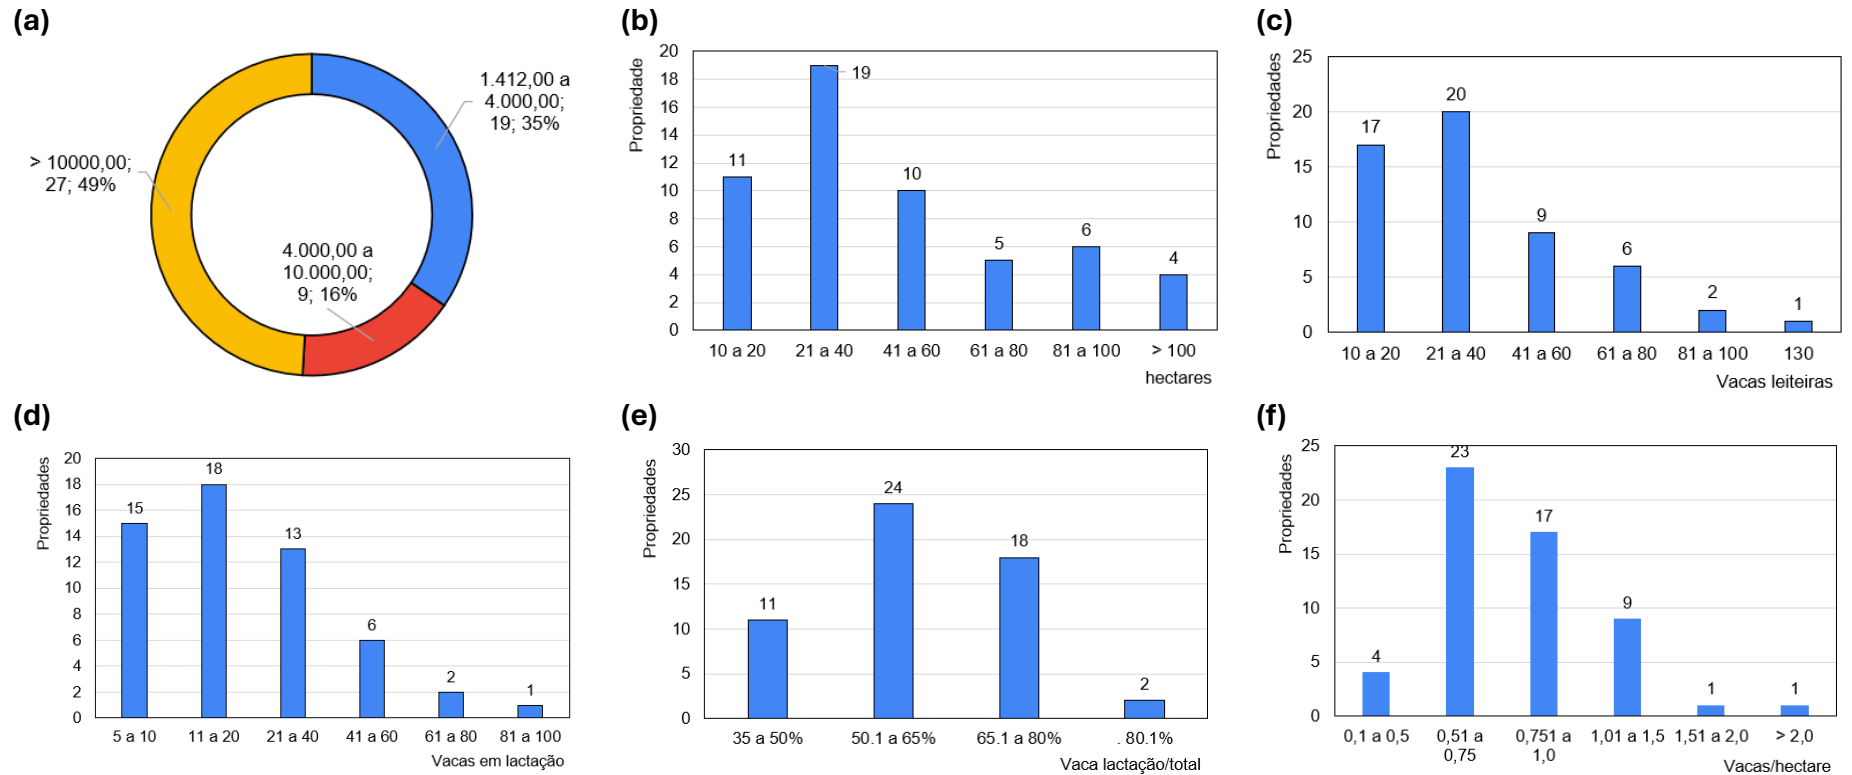 (a)
1.412,00 a
4.000,00;
19; 35%
> 10000,00;
27; 49%
4.000,00 a
10.000,00;
9; 16%
(b)
Propriedade
20
18
16
14
12
10
8
6
4
2
0
11
19
10
5
6
4
10 a 20
21 a 40
41 a 60
61 a 80
81 a 100
> 100
hectares
(c)
Propriedades
25
20
15
10
5
0
17
20
9
6
2
1
10 a 20
21 a 40
41 a 60
61 a 80
81 a 100
130
Vacas leiteiras
(d)
Propriedades
20
18
16
14
12
10
8
6
4
2
0
15
18
13
6
2
1
5 a 10
11 a 20
21 a 40
41 a 60
61 a 80
81 a 100
Vacas em lactação
(e)
Propriedades
30
25
20
15
10
5
0
11
24
18
2
35 a 50%
50.1 a 65%
65.1 a 80%
. 80.1%
Vaca lactação/total
(f)
Propriedades
25
20
15
10
5
0
4
23
17
9
1
1
0,1 a 0,5
0,51 a
0,75
0,751 a
1,0
1,01 a 1,5
1,51 a 2,0
> 2,0
Vacas/hectare